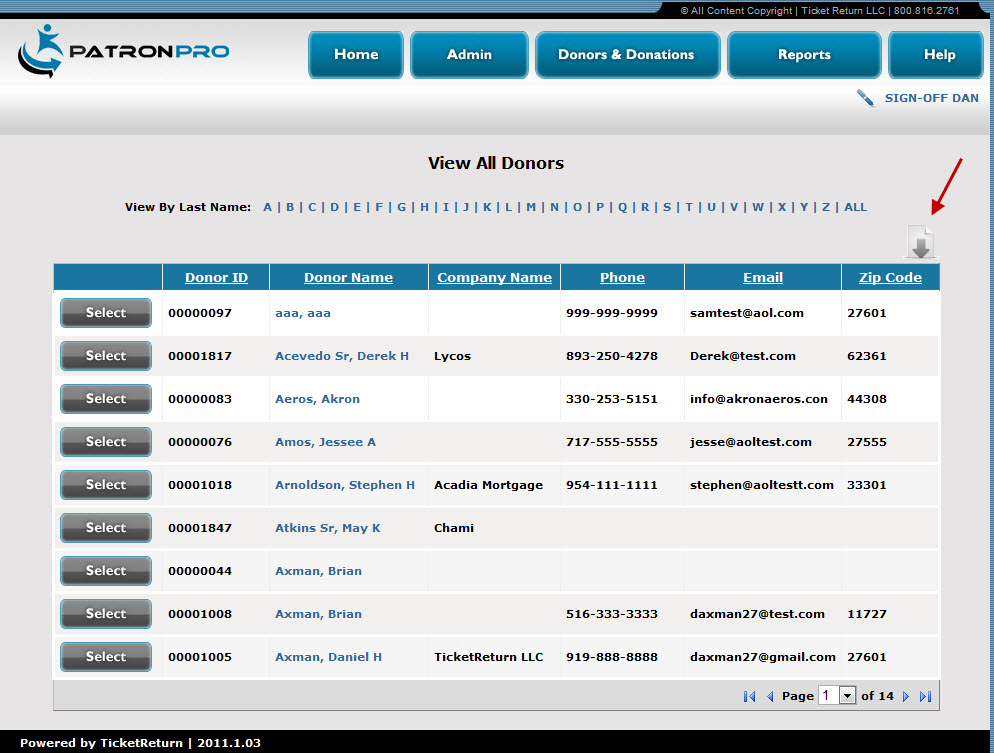 © All Content Copyright | Ticket Return LLC | 800.816.2761
PATRONPRO
Home Admin Donors & Donations Reports Help
SIGN-OFF DAN
View All Donors
View By Last Name: A | B | C | D | E | F | G | H | I | J | K | L | M | N | O | P | Q | R | S | T | U | V | W | X | Y | Z | ALL
Donor ID Donor Name Company Name Phone Email Zip Code
Select 00000097 aaa, aaa 999-999-9999 samtest@aol.com 27601
Select 00001817 Acevedo Sr, Derek H Lycos 893-250-4278 Derek@test.com 62361
Select 00000083 Aeros, Akron 330-253-5151 info@akronaeros.con 44308
Select 00000076 Amos, Jessee A 717-555-5555 jesse@aoltest.com 27555
Select 00001018 Arnoldson, Stephen H Acadia Mortgage 954-111-1111 stephen@aoltestt.com 33301
Select 00001847 Atkins Sr, May K Chami
Select 00000044 Axman, Brian
Select 00001008 Axman, Brian 516-333-3333 daxman27@test.com 11727
Select 00001005 Axman, Daniel H TicketReturn LLC 919-888-8888 daxman27@gmail.com 27601
Page 1 of 14
Powered by TicketReturn | 2011.1.03